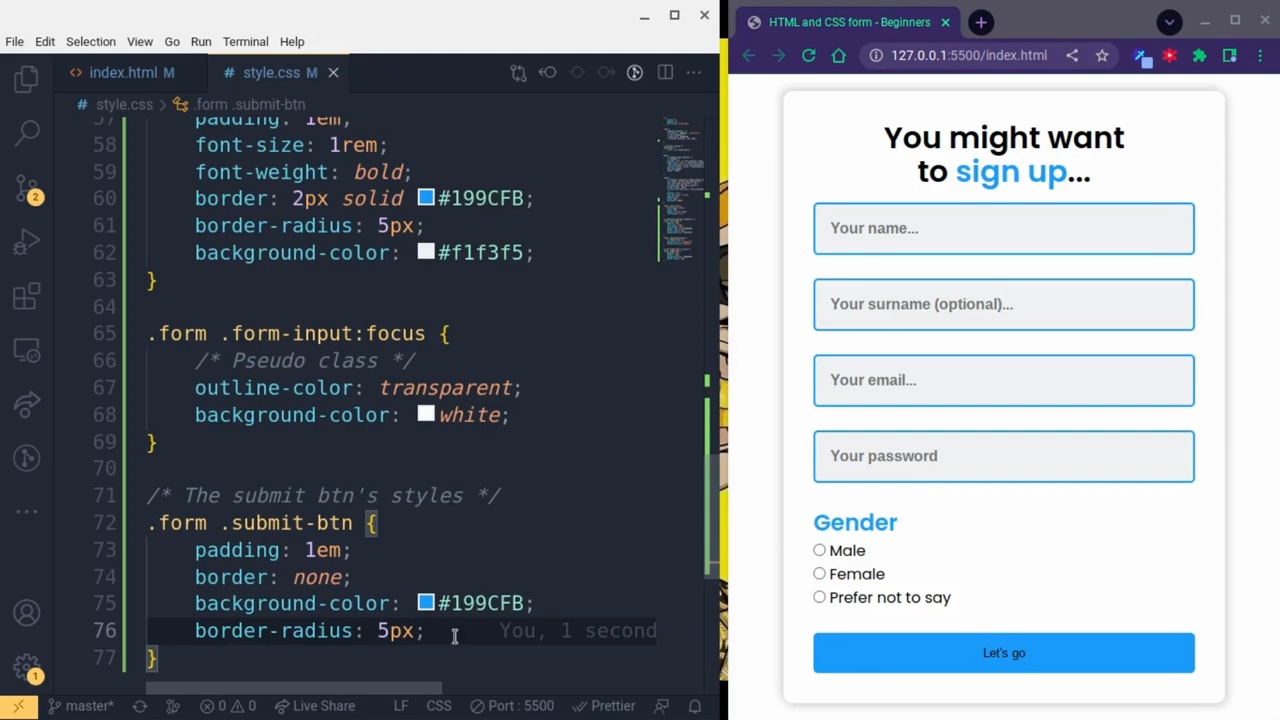 File Edit Selection View Go Run Terminal Help
index.html M
style.css M
style.css > .form .submit-btn
57 padding: 1em;
58 font-size: 1rem;
59 font-weight: bold;
60 border: 2px solid #199CFB;
61 border-radius: 5px;
62 background-color: #f1f3f5;
63 }
64
65 .form .form-input:focus {
66 /* Pseudo class */
67 outline-color: transparent;
68 background-color: white;
69 }
70
71 /* The submit btn's styles */
72 .form .submit-btn {
73 padding: 1em;
74 border: none;
75 background-color: #199CFB;
76 border-radius: 5px; You, 1 second
77 }
2
1
master* 0 0 Live Share LF CSS Port : 5500 Prettier
HTML and CSS form - Beginners
127.0.0.1:5500/index.html
You might want
to sign up...
Your name...
Your surname (optional)...
Your email...
Your password
Gender
Male
Female
Prefer not to say
Let's go